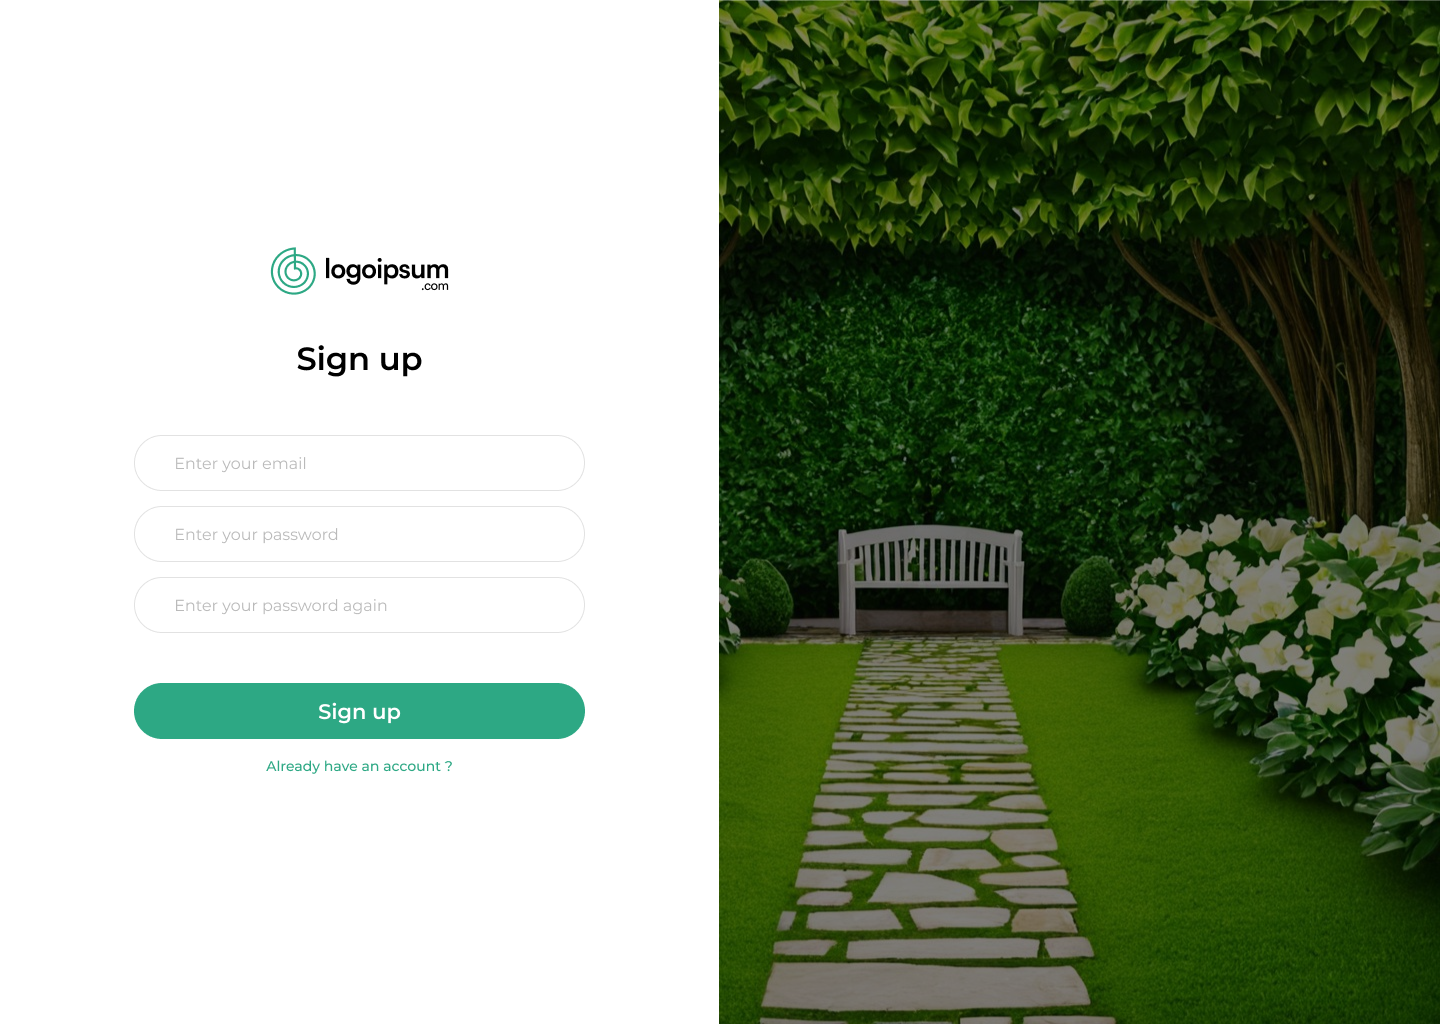 logoipsum
.com
Sign up
Enter your email
Enter your password
Enter your password again
Sign up
Already have an account ?